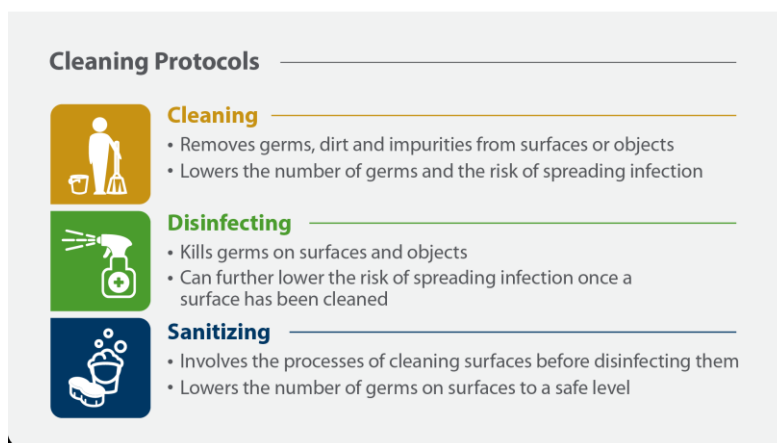 Cleaning Protocols
Cleaning
• Removes germs, dirt and impurities from surfaces or objects
• Lowers the number of germs and the risk of spreading infection
Disinfecting
• Kills germs on surfaces and objects
• Can further lower the risk of spreading infection once a
surface has been cleaned
Sanitizing
• Involves the processes of cleaning surfaces before disinfecting them
• Lowers the number of germs on surfaces to a safe level